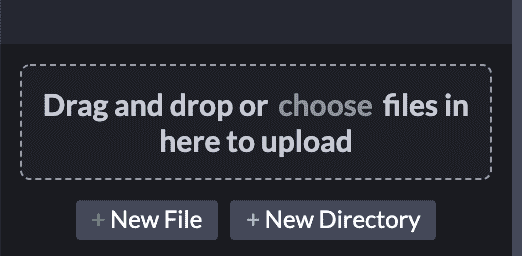 Drag and drop or choose files in
here to upload
+ New File
+ New Directory